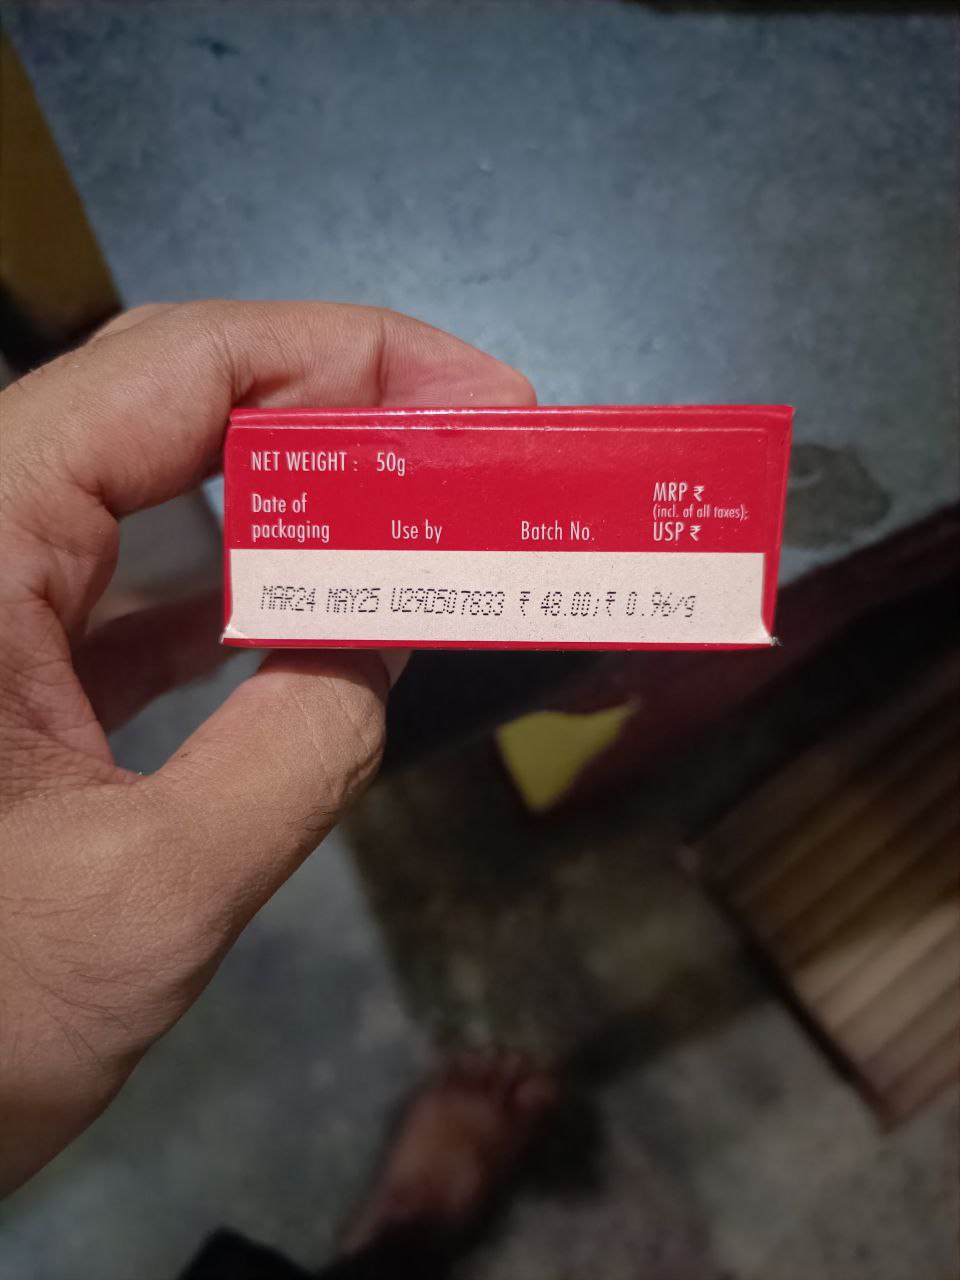 NET WEIGHT : 50g
Date of packaging
Use by
Batch No.
MRP ₹
(incl. of all taxes);
USP ₹
MAR24 MAY25 U29D507833 ₹ 48.00;₹ 0.96/g